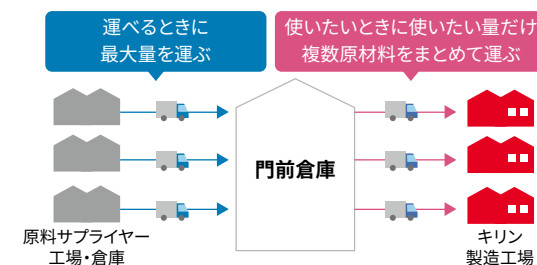 運べるときに
最大量を運ぶ
使いたいときに使いたい量だけ
複数原材料をまとめて運ぶ
門前倉庫
原料サプライヤー
工場・倉庫
キリン
製造工場